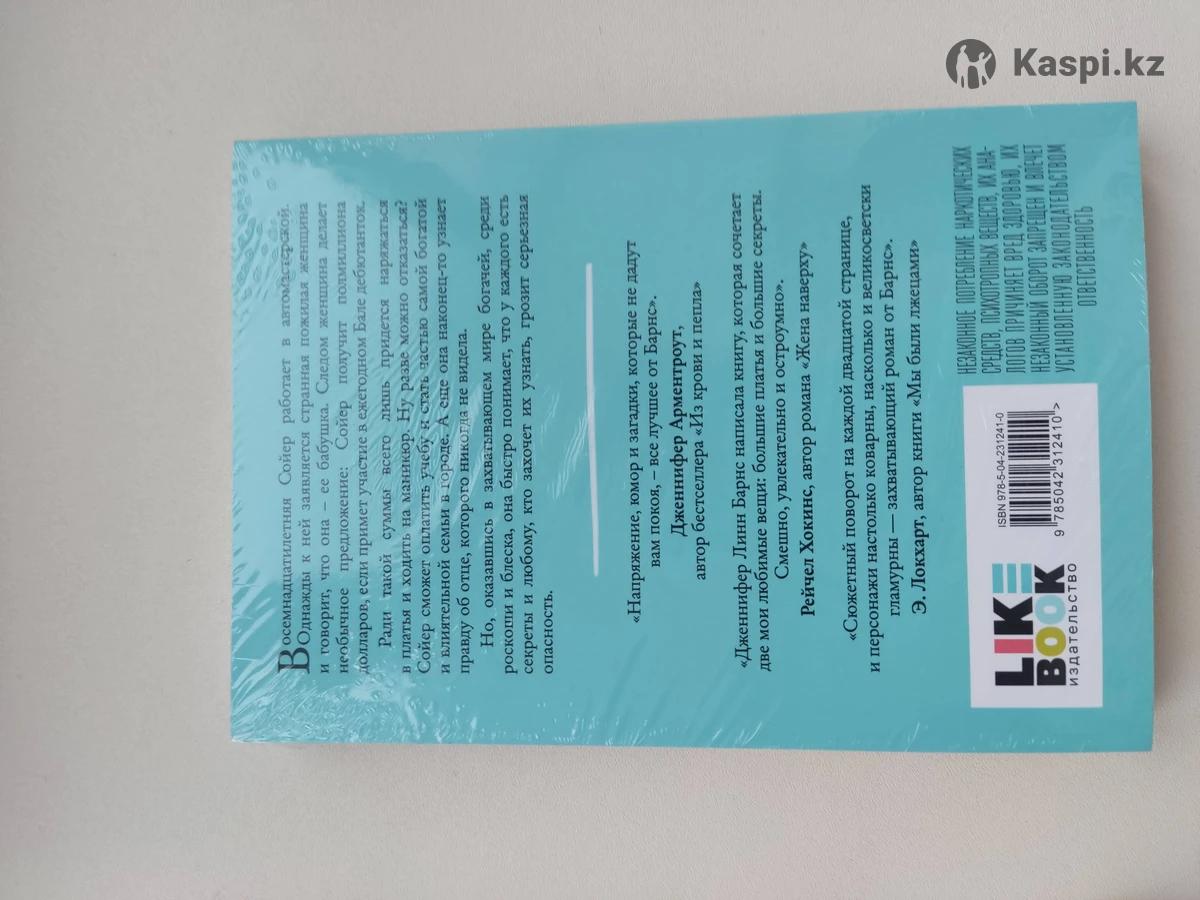 Kaspi.kz
Восемнадцатилетняя Сойер работает в автомастерской.
Однажды к ней заявляется странная пожилая женщина
и говорит, что она – ее бабушка. Следом женщина делает
необычное предложение: Сойер получит полмиллиона
долларов, если примет участие в ежегодном Бале дебютанток.
Ради такой суммы всего лишь придется наряжаться
в платья и ходить на маникюр. Ну разве можно отказаться?
Сойер сможет оплатить учебу и стать частью самой богатой
и влиятельной семьи в городе. А еще она наконец-то узнает
правду об отце, которого никогда не видела.
Но, оказавшись в захватывающем мире богачей, среди
роскоши и блеска, она быстро понимает, что у каждого есть
секреты и любому, кто захочет их узнать, грозит серьезная
опасность.
«Напряжение, юмор и загадки, которые не дадут
вам покоя, – все лучшее от Барнс».
Дженнифер Арментроут,
автор бестселлера «Из крови и пепла»
«Дженнифер Линн Барнс написала книгу, которая сочетает
две мои любимые вещи: большие платья и большие секреты.
Смешно, увлекательно и остроумно».
Рейчел Хокинс, автор романа «Жена наверху»
«Сюжетный поворот на каждой двадцатой странице,
и персонажи настолько коварны, насколько и великосветски
гламурны — захватывающий роман от Барнс».
Э. Локхарт, автор книги «Мы были лжецами»
LIKE
BOOK
ИЗДАТЕЛЬСТВО
ISBN 978-5-04-231241-0
9 785042 312410 >
НЕЗАКОННОЕ ПОТРЕБЛЕНИЕ НАРКОТИЧЕСКИХ
СРЕДСТВ, ПСИХОТРОПНЫХ ВЕЩЕСТВ, ИХ АНА-
ЛОГОВ ПРИЧИНЯЕТ ВРЕД ЗДОРОВЬЮ, ИХ
НЕЗАКОННЫЙ ОБОРОТ ЗАПРЕЩЕН И ВЛЕЧЕТ
УСТАНОВЛЕННУЮ ЗАКОНОДАТЕЛЬСТВОМ
ОТВЕТСТВЕННОСТЬ